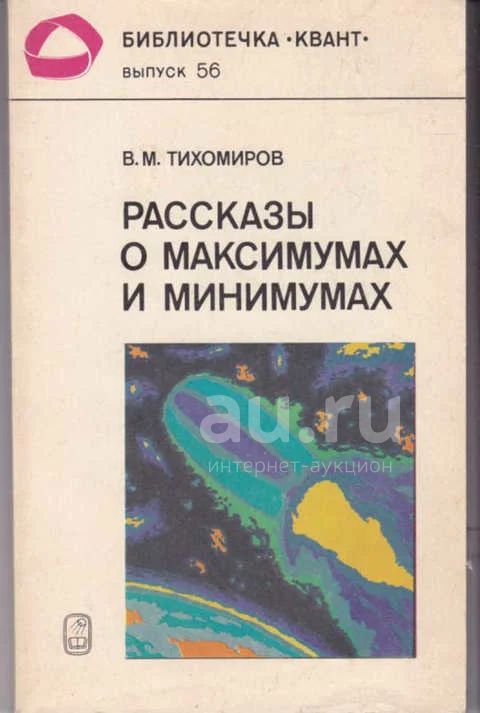 БИБЛИОТЕЧКА •КВАНТ•
ВЫПУСК 56
В.М. ТИХОМИРОВ
РАССКАЗЫ
О МАКСИМУМАХ
И МИНИМУМАХ
au.ru
интернет-аукцион